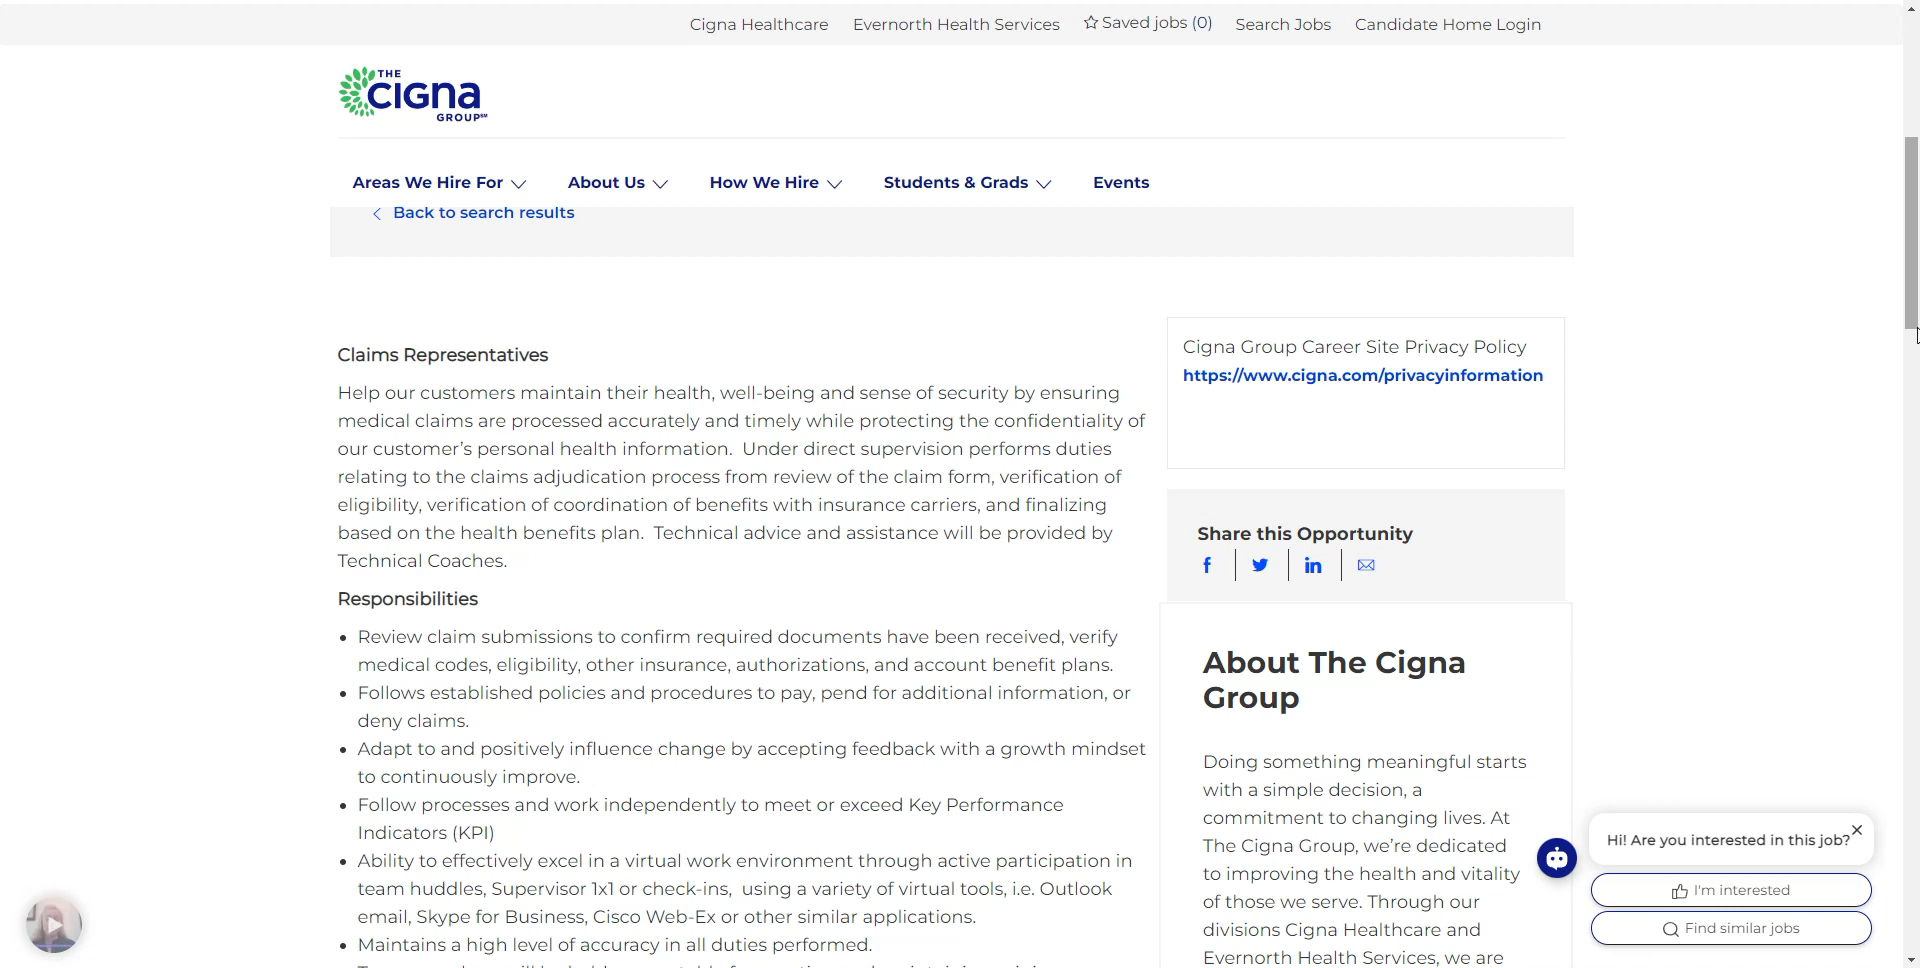 Cigna Healthcare Evernorth Health Services Saved jobs (0) Search Jobs Candidate Home Login
THE
cigna
GROUP℠
Areas We Hire For About Us How We Hire Students & Grads Events
Back to search results
Claims Representatives
Help our customers maintain their health, well-being and sense of security by ensuring
medical claims are processed accurately and timely while protecting the confidentiality of
our customer’s personal health information.  Under direct supervision performs duties
relating to the claims adjudication process from review of the claim form, verification of
eligibility, verification of coordination of benefits with insurance carriers, and finalizing
based on the health benefits plan.  Technical advice and assistance will be provided by
Technical Coaches.
Responsibilities
• Review claim submissions to confirm required documents have been received, verify
medical codes, eligibility, other insurance, authorizations, and account benefit plans.
• Follows established policies and procedures to pay, pend for additional information, or
deny claims.
• Adapt to and positively influence change by accepting feedback with a growth mindset
to continuously improve.
• Follow processes and work independently to meet or exceed Key Performance
Indicators (KPI)
• Ability to effectively excel in a virtual work environment through active participation in
team huddles, Supervisor 1x1 or check-ins,  using a variety of virtual tools, i.e. Outlook
email, Skype for Business, Cisco Web-Ex or other similar applications.
• Maintains a high level of accuracy in all duties performed.
Cigna Group Career Site Privacy Policy
https://www.cigna.com/privacyinformation
Share this Opportunity
About The Cigna
Group
Doing something meaningful starts
with a simple decision, a
commitment to changing lives. At
The Cigna Group, we’re dedicated
to improving the health and vitality
of those we serve. Through our
divisions Cigna Healthcare and
Evernorth Health Services, we are
Hi! Are you interested in this job?
I'm interested
Find similar jobs